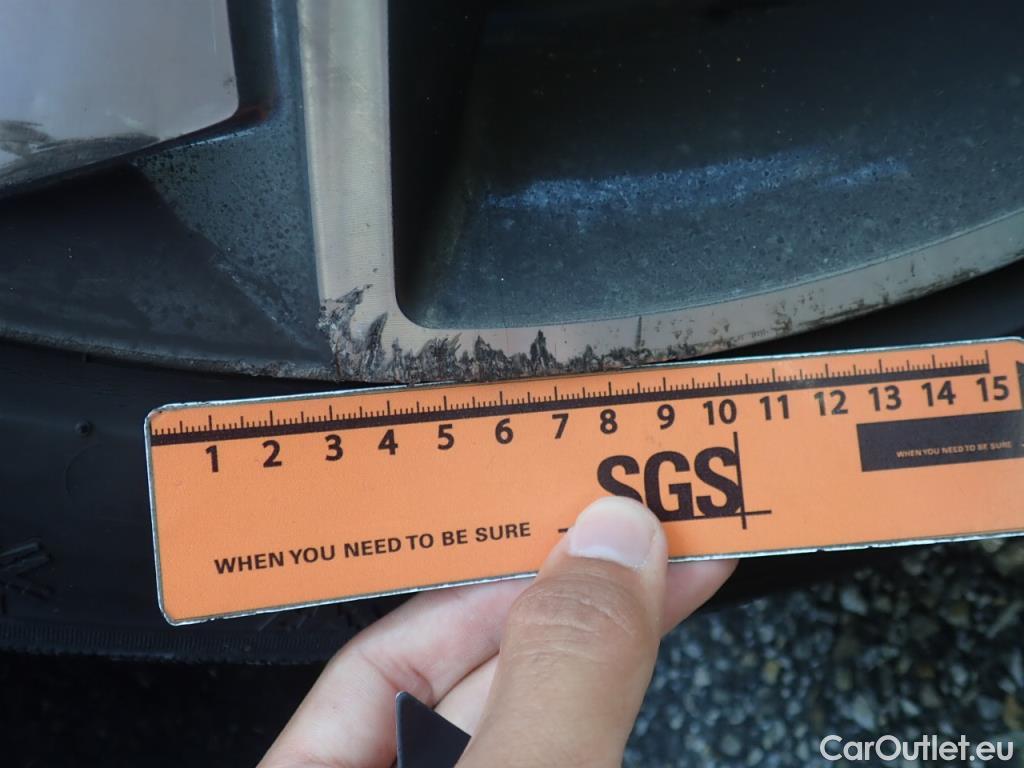 1 2 3 4 5 6 7 8 9 10 11 12 13 14 15
SGS
WHEN YOU NEED TO BE SURE
WHEN YOU NEED TO BE SURE
CarOutlet.eu